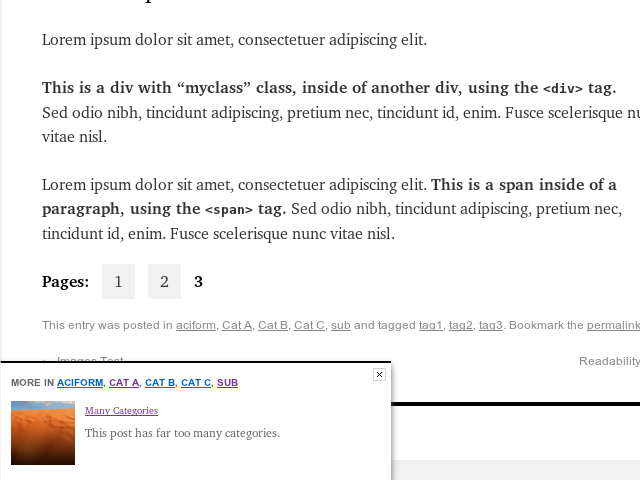 Lorem ipsum dolor sit amet, consectetuer adipiscing elit.
This is a div with “myclass” class, inside of another div, using the <div> tag.
Sed odio nibh, tincidunt adipiscing, pretium nec, tincidunt id, enim. Fusce scelerisque
vitae nisl.
Lorem ipsum dolor sit amet, consectetuer adipiscing elit. This is a span inside of a
paragraph, using the <span> tag. Sed odio nibh, tincidunt adipiscing, pretium nec,
tincidunt id, enim. Fusce scelerisque nunc vitae nisl.
Pages: 1 2 3
This entry was posted in aciform, Cat A, Cat B, Cat C, sub and tagged tag1, tag2, tag3. Bookmark the permalink
Images Test Readability
MORE IN ACIFORM, CAT A, CAT B, CAT C, SUB
Many Categories
This post has far too many categories.